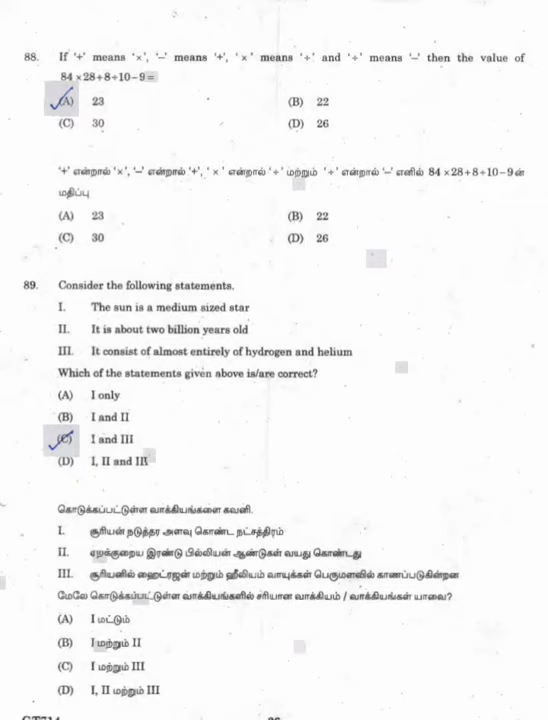 88. If '+' means '×', '–' means '+', '×' means '÷' and '÷' means '–' then the value of
84 × 28 + 8 ÷ 10 – 9 =
(A) 23 (B) 22
(C) 30 (D) 26
'+' என்றால் '×', '–' என்றால் '+', '×' என்றால் '÷' மற்றும் '÷' என்றால் '–' எனில் 84 × 28 + 8 ÷ 10 – 9 ன்
மதிப்பு
(A) 23 (B) 22
(C) 30 (D) 26
89. Consider the following statements.
I. The sun is a medium sized star
II. It is about two billion years old
III. It consist of almost entirely of hydrogen and helium
Which of the statements given above is/are correct?
(A) I only
(B) I and II
(C) I and III
(D) I, II and III
கொடுக்கப்பட்டுள்ள வாக்கியங்களை கவனி.
I. சூரியன் நடுத்தர அளவு கொண்ட நட்சத்திரம்
II. ஏறக்குறைய இரண்டு பில்லியன் ஆண்டுகள் வயது கொண்டது
III. சூரியனில் ஹைட்ரஜன் மற்றும் ஹீலியம் வாயுக்கள் பெருமளவில் காணப்படுகின்றன
மேலே கொடுக்கப்பட்டுள்ள வாக்கியங்களில் சரியான வாக்கியம் / வாக்கியங்கள் யாவை?
(A) I மட்டும்
(B) I மற்றும் II
(C) I மற்றும் III
(D) I, II மற்றும் III